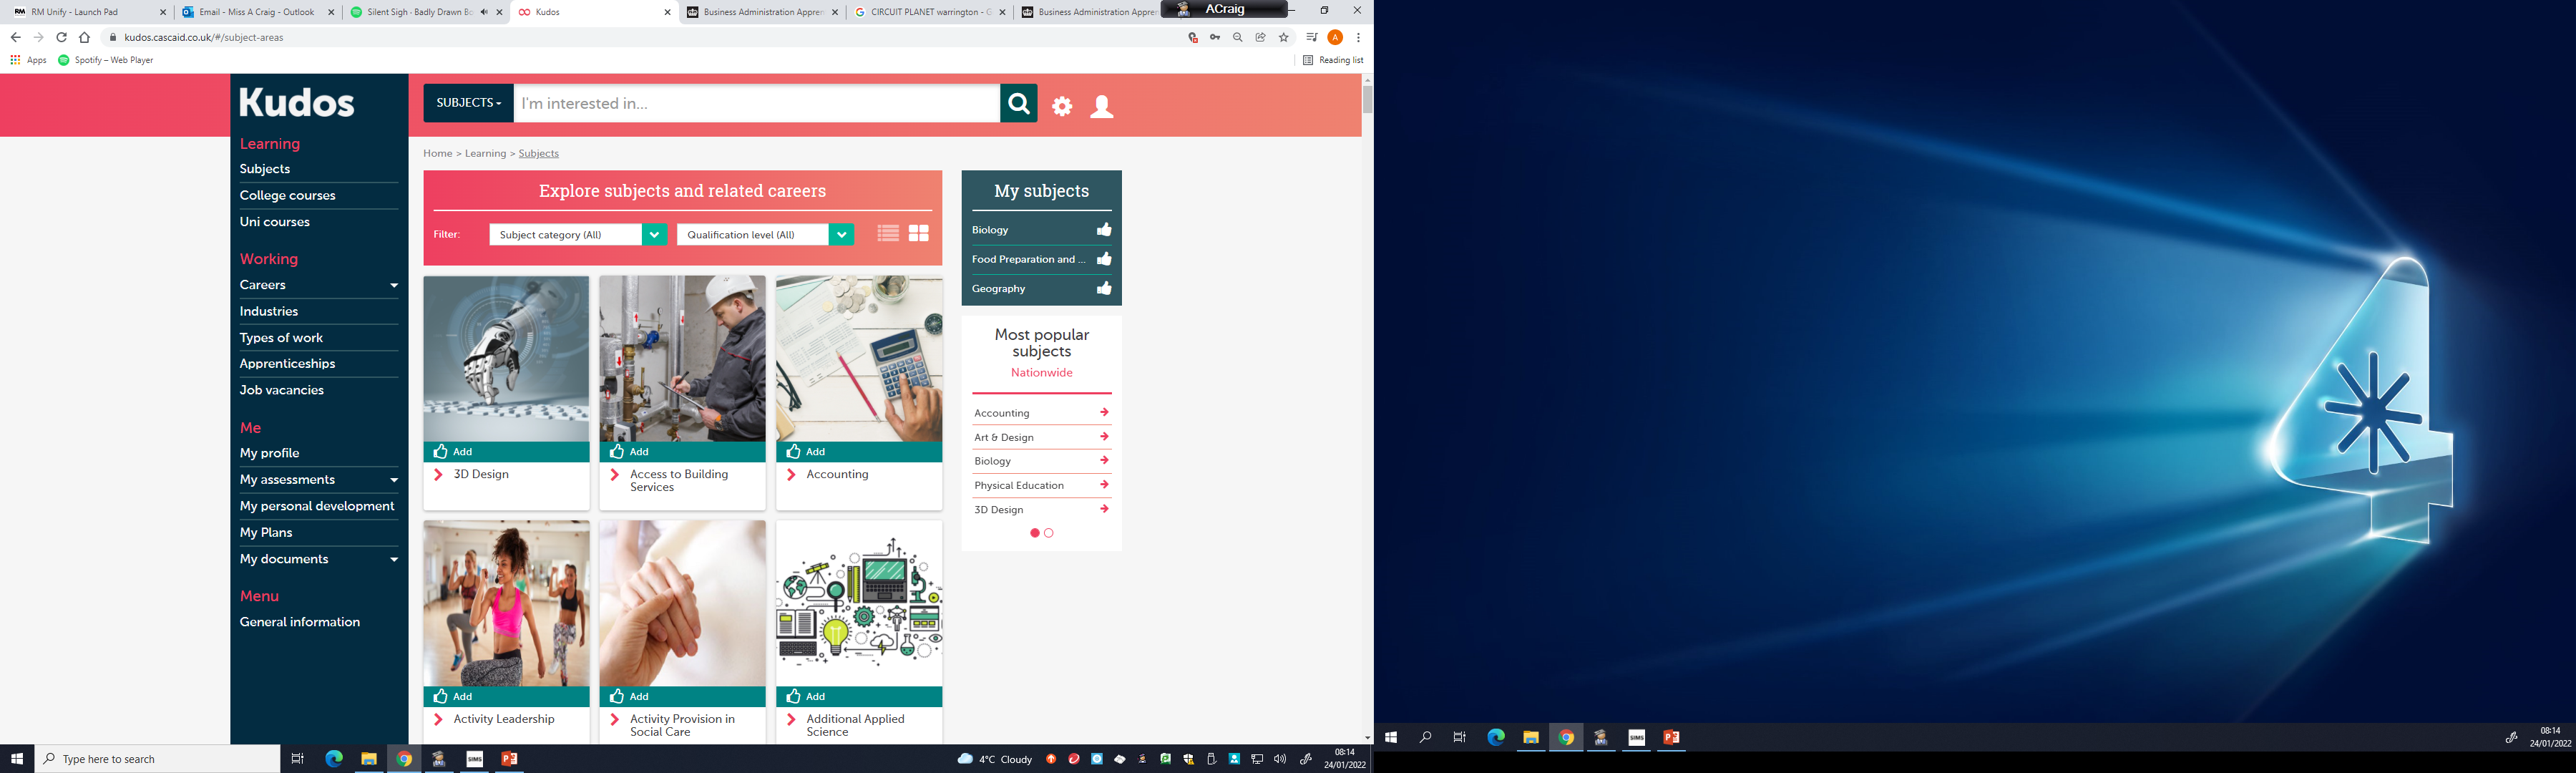 RM Unify - Launch Pad
Email - Miss A Craig - Outlook
Silent Sigh - Badly Drawn Bo
Kudos
Business Administration Appren
CIRCUIT PLANET warrington - G
Business Administration Appren
ACraig
kudos.cascaid.co.uk/#/subject-areas
A
Apps
Spotify – Web Player
Reading list
Kudos
Learning
Subjects
College courses
Uni courses
Working
Careers
Industries
Types of work
Apprenticeships
Job vacancies
Me
My profile
My assessments
My personal development
My Plans
My documents
Menu
General information
SUBJECTS
I'm interested in...
Home > Learning > Subjects
Explore subjects and related careers
Filter:
Subject category (All)
Qualification level (All)
Add
Add
Add
3D Design
Access to Building
Services
Accounting
Add
Add
Add
Activity Leadership
Activity Provision in
Social Care
Additional Applied
Science
My subjects
Biology
Food Preparation and ...
Geography
Most popular
subjects
Nationwide
Accounting
Art & Design
Biology
Physical Education
3D Design
Type here to search
SIMS
4°C Cloudy
08:14
24/01/2022
SIMS
08:14
24/01/2022